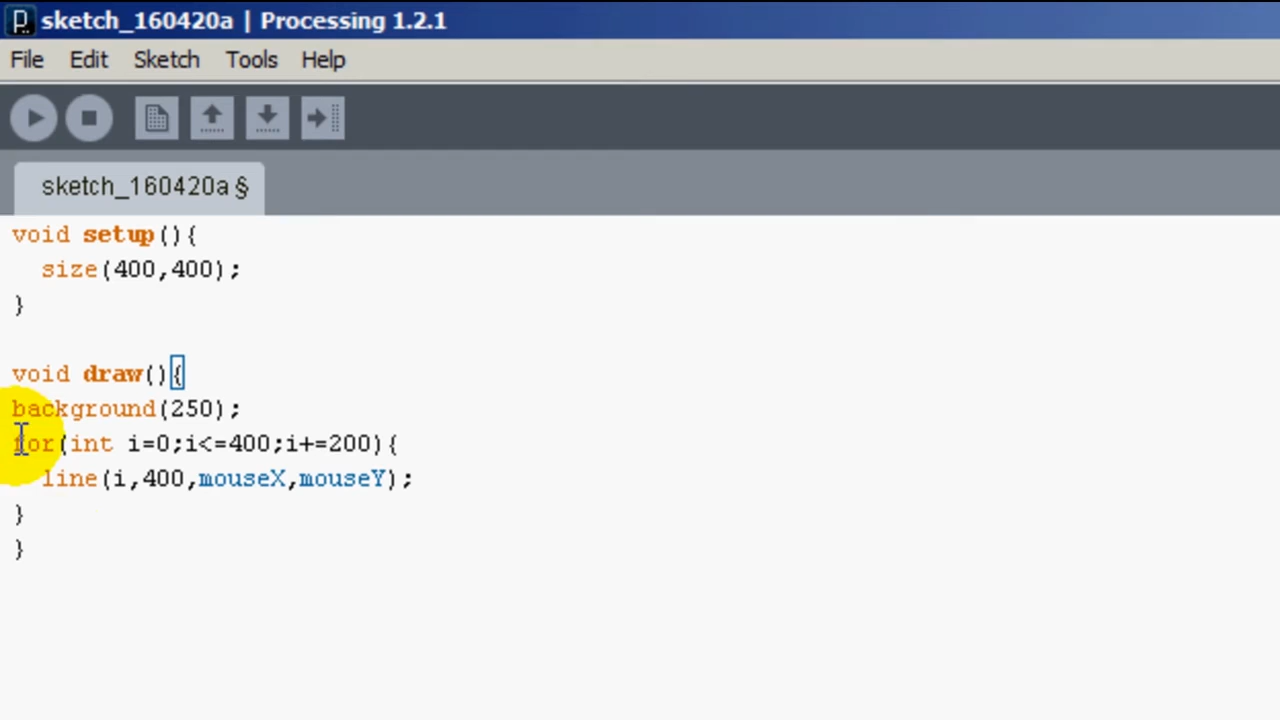 sketch_160420a | Processing 1.2.1
File Edit Sketch Tools Help
sketch_160420a §
void setup(){
  size(400,400);
}
void draw(){
background(250);
for(int i=0;i<=400;i+=200){
  line(i,400,mouseX,mouseY);
}
}